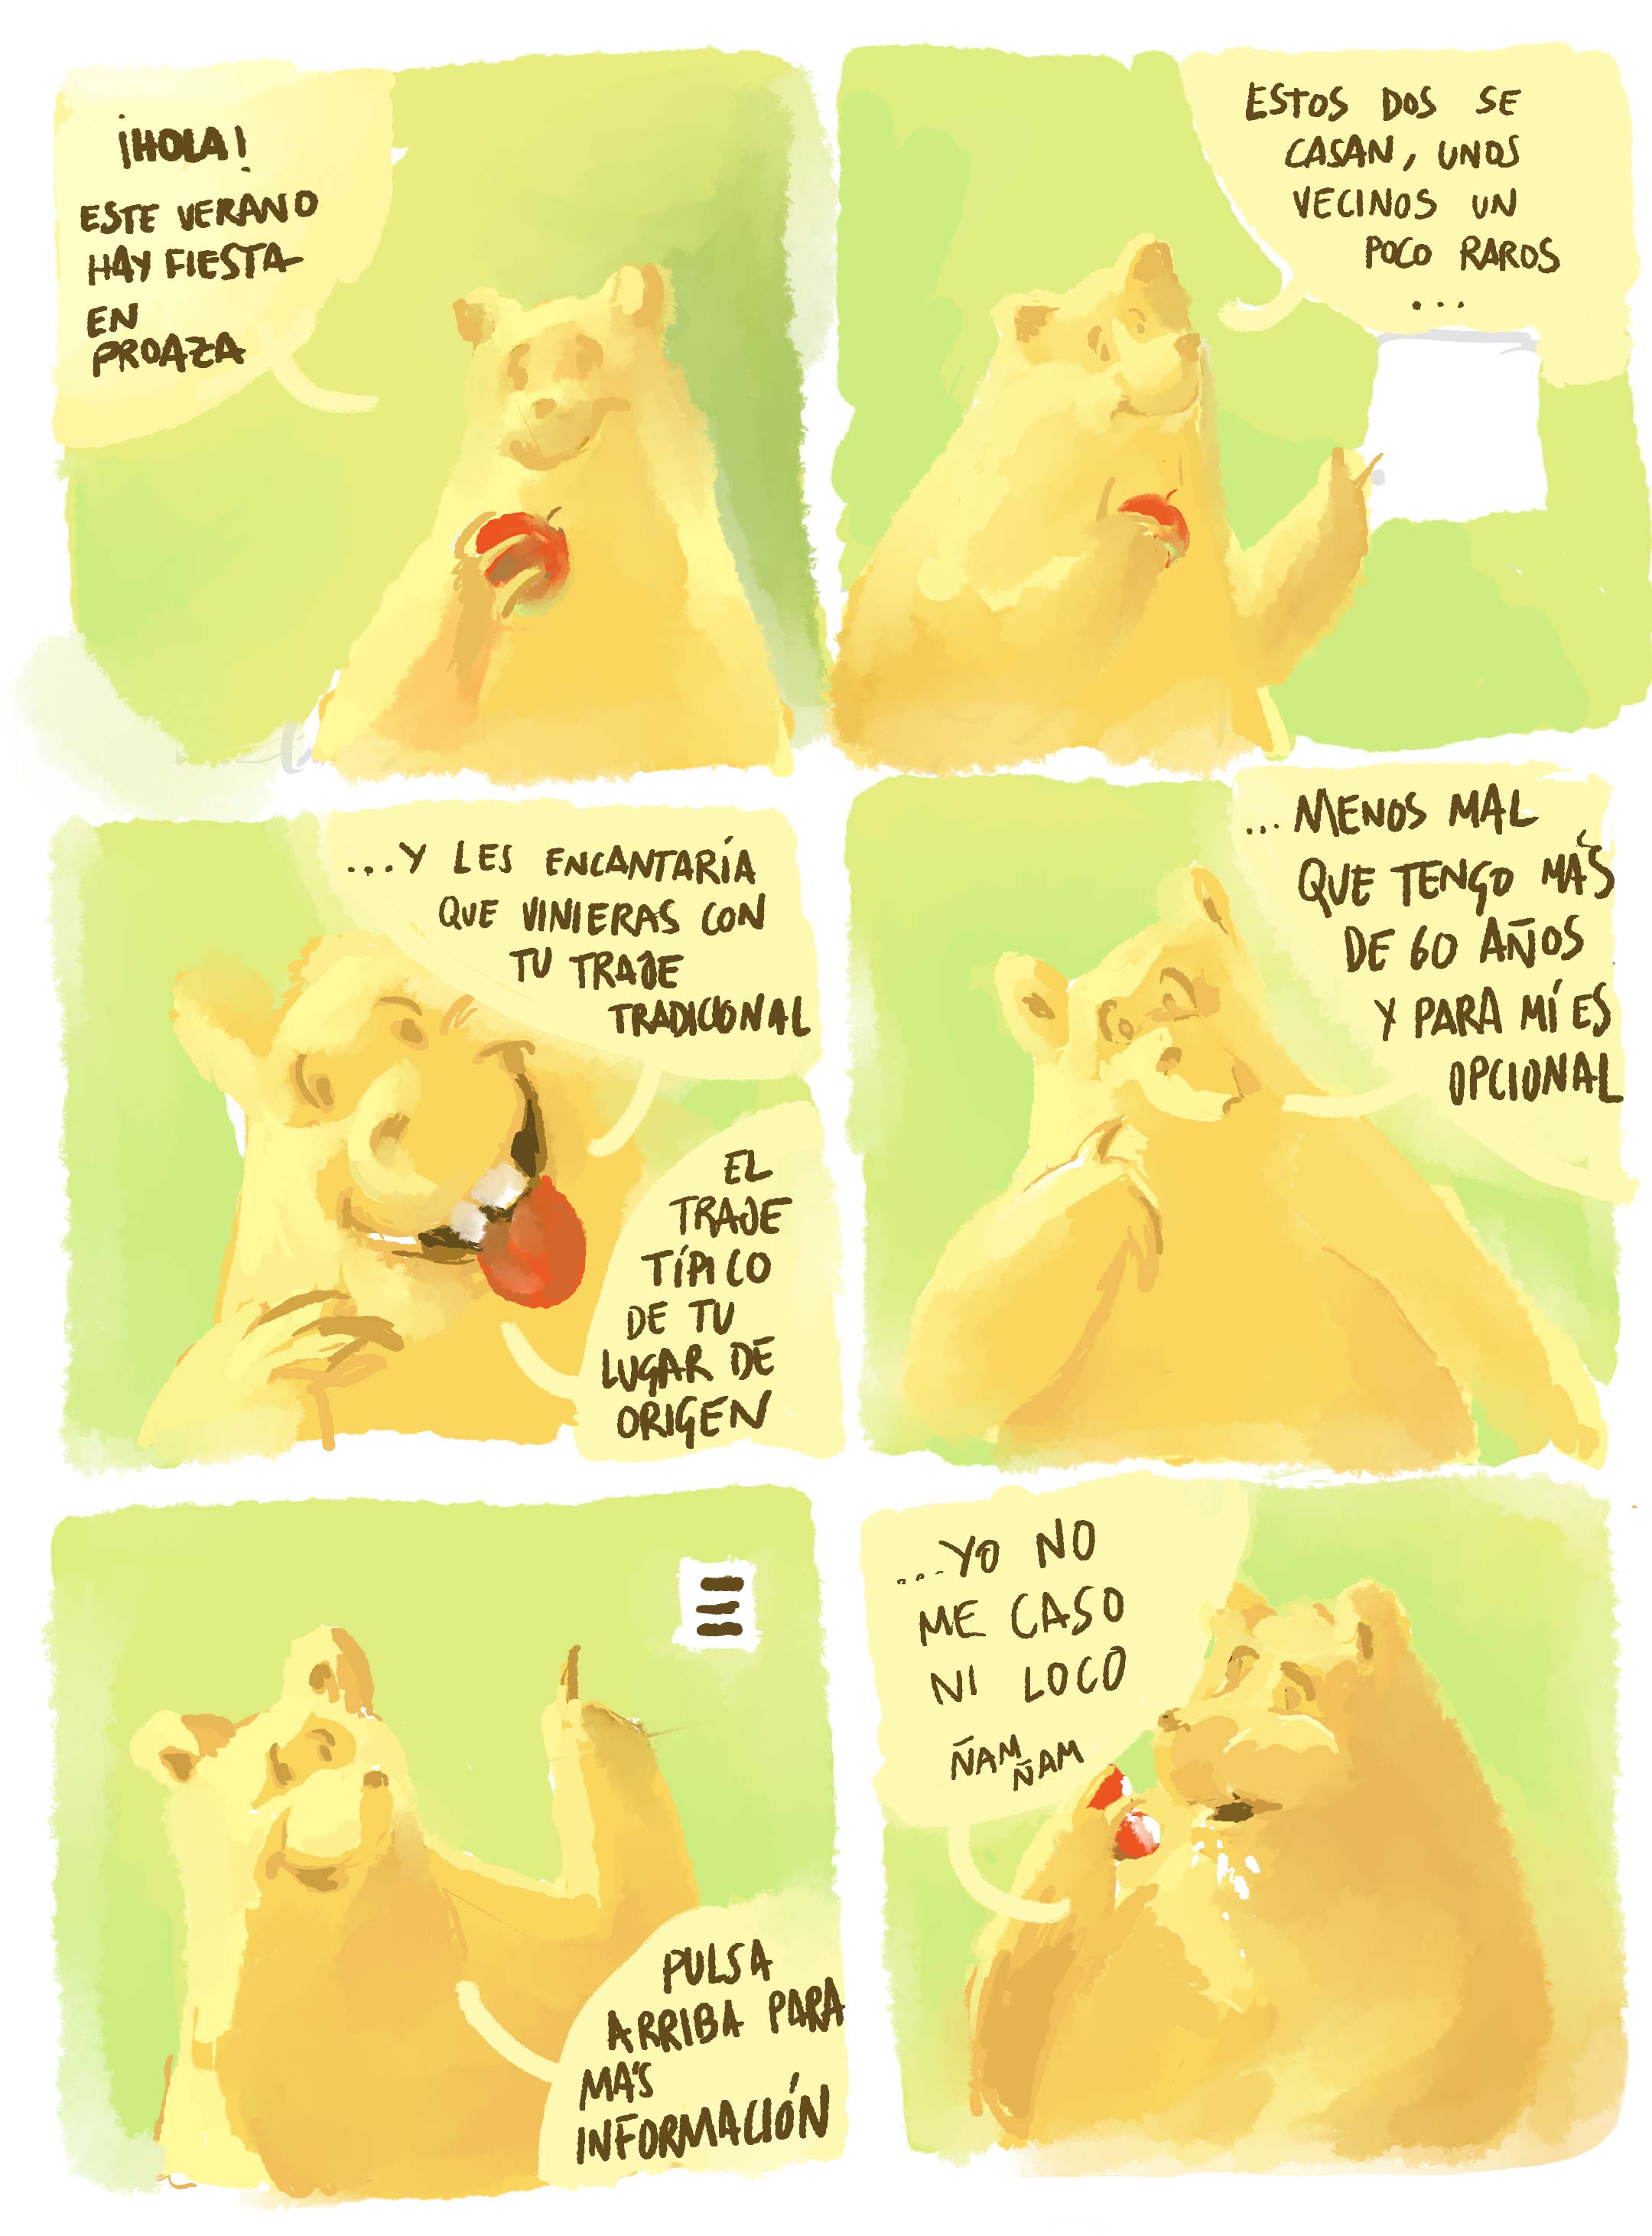 ¡HOLA!
ESTE VERANO
HAY FIESTA
EN
PROAZA
ESTOS DOS SE
CASAN, UNOS
VECINOS UN
POCO RAROS
...
...Y LES ENCANTARÍA
QUE VINIERAS CON
TU TRAJE
TRADICIONAL
EL
TRAJE
TÍPICO
DE TU
LUGAR DE
ORIGEN
...MENOS MAL
QUE TENGO MÁS
DE 60 AÑOS
Y PARA MÍ ES
OPCIONAL
PULSA
ARRIBA PARA
MÁS
INFORMACIÓN
...YO NO
ME CASO
NI LOCO
ÑAM
ÑAM